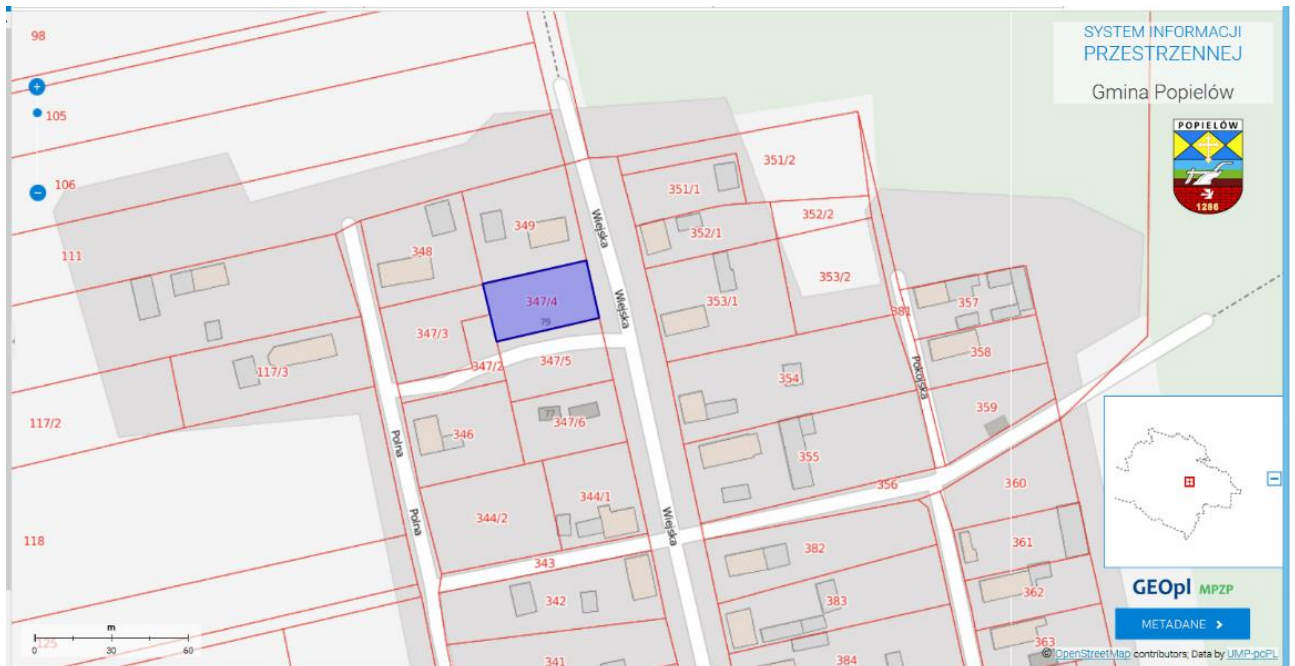 SYSTEM INFORMACJI
PRZESTRZENNEJ
Gmina Popielów
POPIELÓW
1286
98
105
106
111
117/2
117/3
118
125
348
349
347/4
79
347/3
347/2
347/5
346
77
347/6
344/1
344/2
343
342
341
351/1
351/2
352/1
352/2
353/1
353/2
354
355
356
357
358
359
360
361
362
363
381
382
383
384
Wiejska
Wiejska
Wiejska
Polna
Polna
Pokojska
m
0 30 60
GEOpl MPZP
METADANE >
© OpenStreetMap contributors; Data by UMP-pcPL